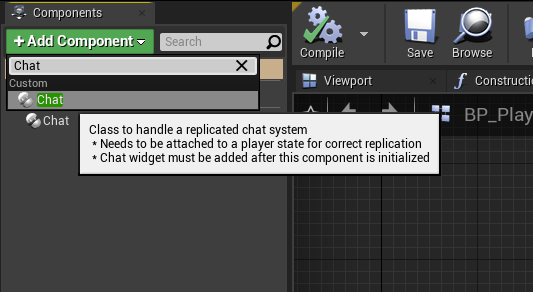 Components
+Add Component
Search
Compile
Save
Browse
Chat
Custom
Chat
Viewport
Construction
Chat
BP_Play
Class to handle a replicated chat system
* Needs to be attached to a player state for correct replication
* Chat widget must be added after this component is initialized